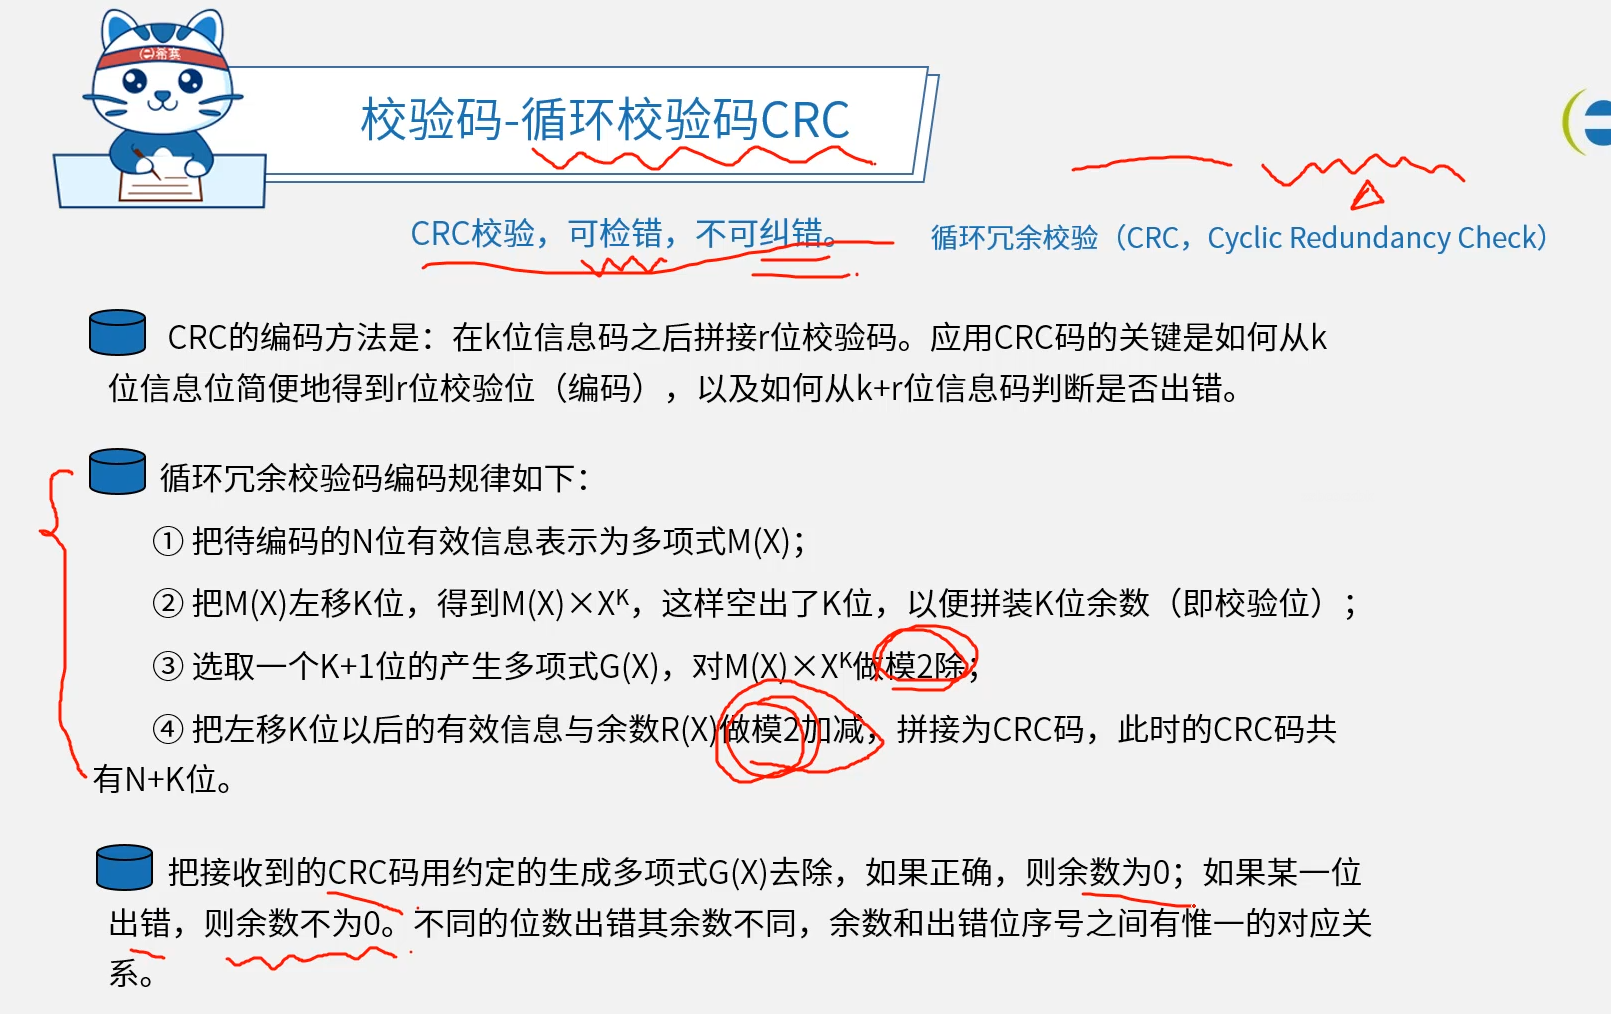 希赛
校验码-循环校验码CRC
CRC校验，可检错，不可纠错。
循环冗余校验（CRC，Cyclic Redundancy Check）
CRC的编码方法是：在k位信息码之后拼接r位校验码。应用CRC码的关键是如何从k
位信息位简便地得到r位校验位（编码），以及如何从k+r位信息码判断是否出错。
循环冗余校验码编码规律如下：
① 把待编码的N位有效信息表示为多项式M(X)；
② 把M(X)左移K位，得到M(X)×Xᴷ，这样空出了K位，以便拼装K位余数（即校验位）；
③ 选取一个K+1位的产生多项式G(X)，对M(X)×Xᴷ做模2除；
④ 把左移K位以后的有效信息与余数R(X)做模2加减，拼接为CRC码，此时的CRC码共
有N+K位。
把接收到的CRC码用约定的生成多项式G(X)去除，如果正确，则余数为0；如果某一位
出错，则余数不为0。不同的位数出错其余数不同，余数和出错位序号之间有惟一的对应关
系。